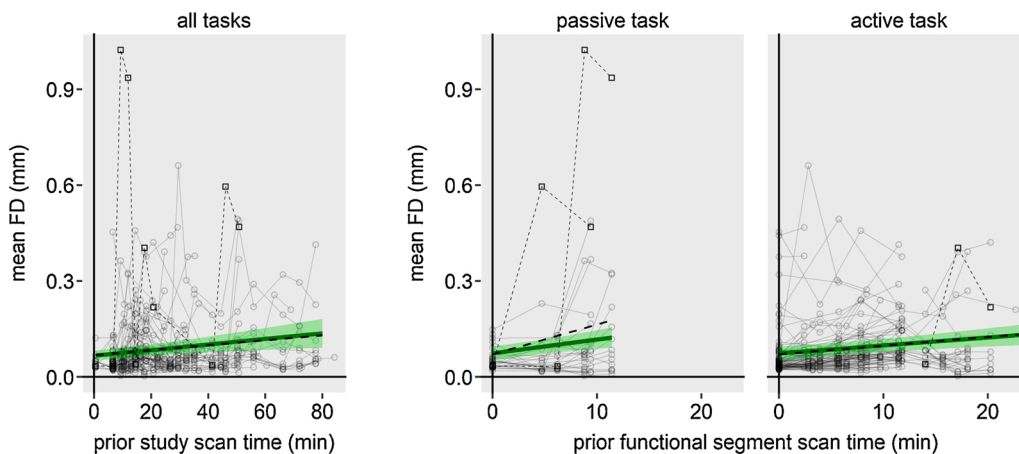 all tasks
passive task
active task
mean FD (mm)
0.9
0.6
0.3
0.0
0 20 40 60 80
prior study scan time (min)
mean FD (mm)
0.9
0.6
0.3
0.0
0 10 20
0 10 20
prior functional segment scan time (min)